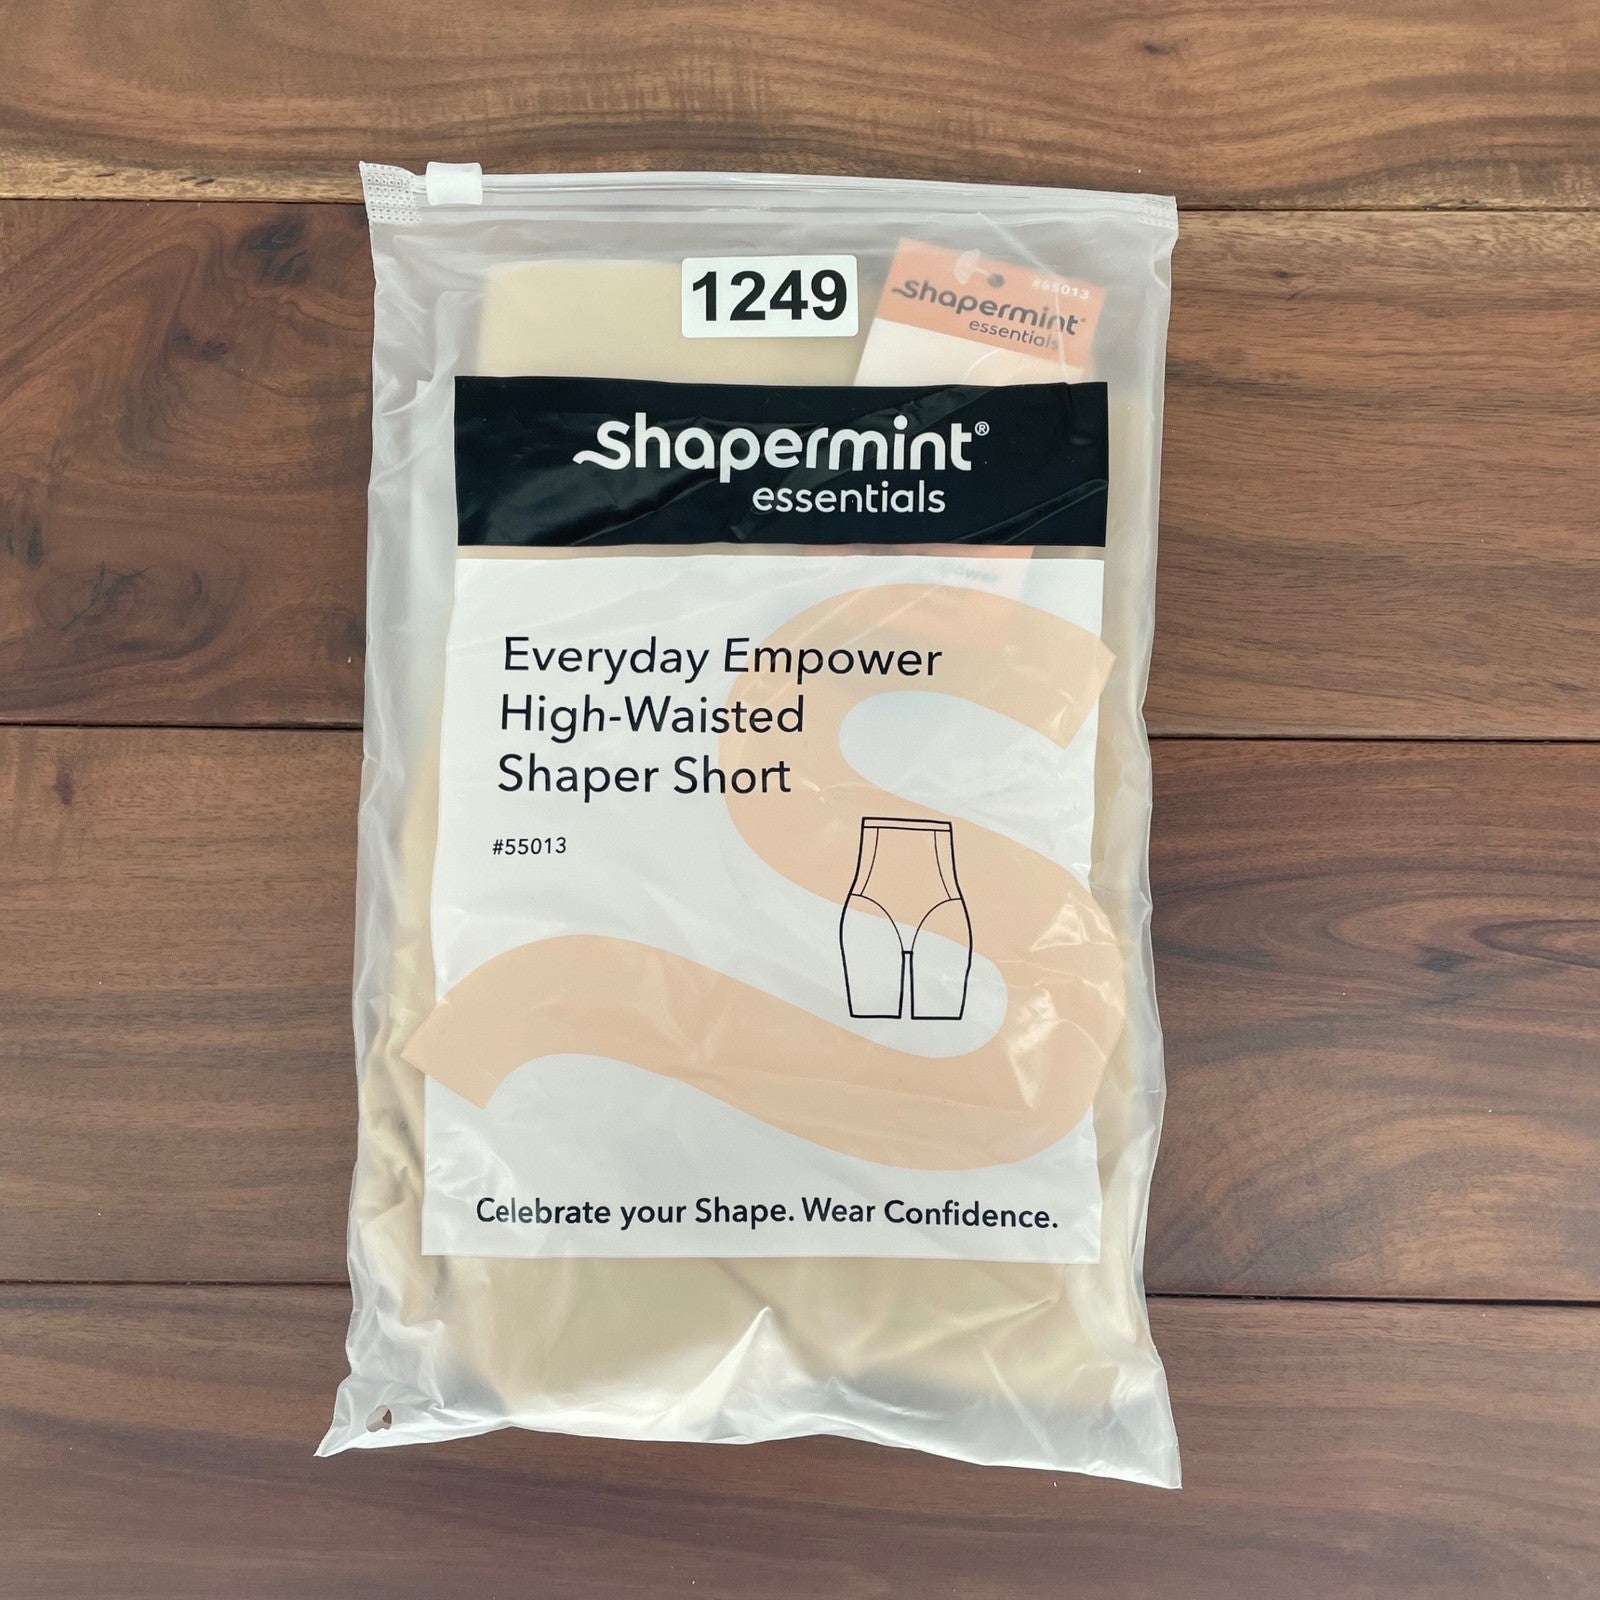 1249
#55013
shapermint®
essentials
shapermint®
essentials
Everyday Empower
High-Waisted
Shaper Short
#55013
Celebrate your Shape. Wear Confidence.